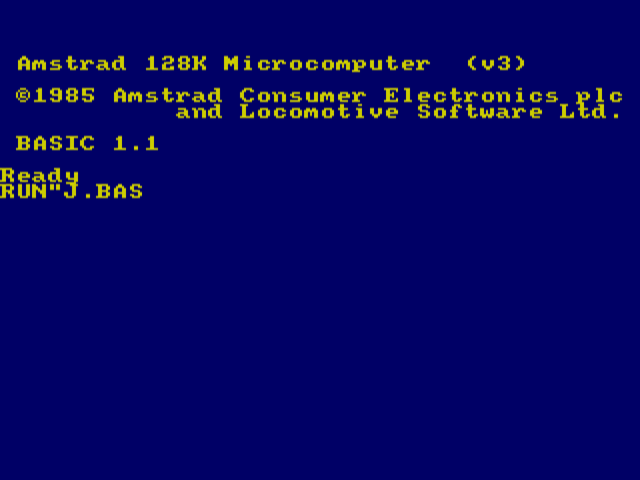 Amstrad 128K Microcomputer  (v3)
©1985 Amstrad Consumer Electronics plc
and Locomotive Software Ltd.
BASIC 1.1
Ready
RUN"J.BAS